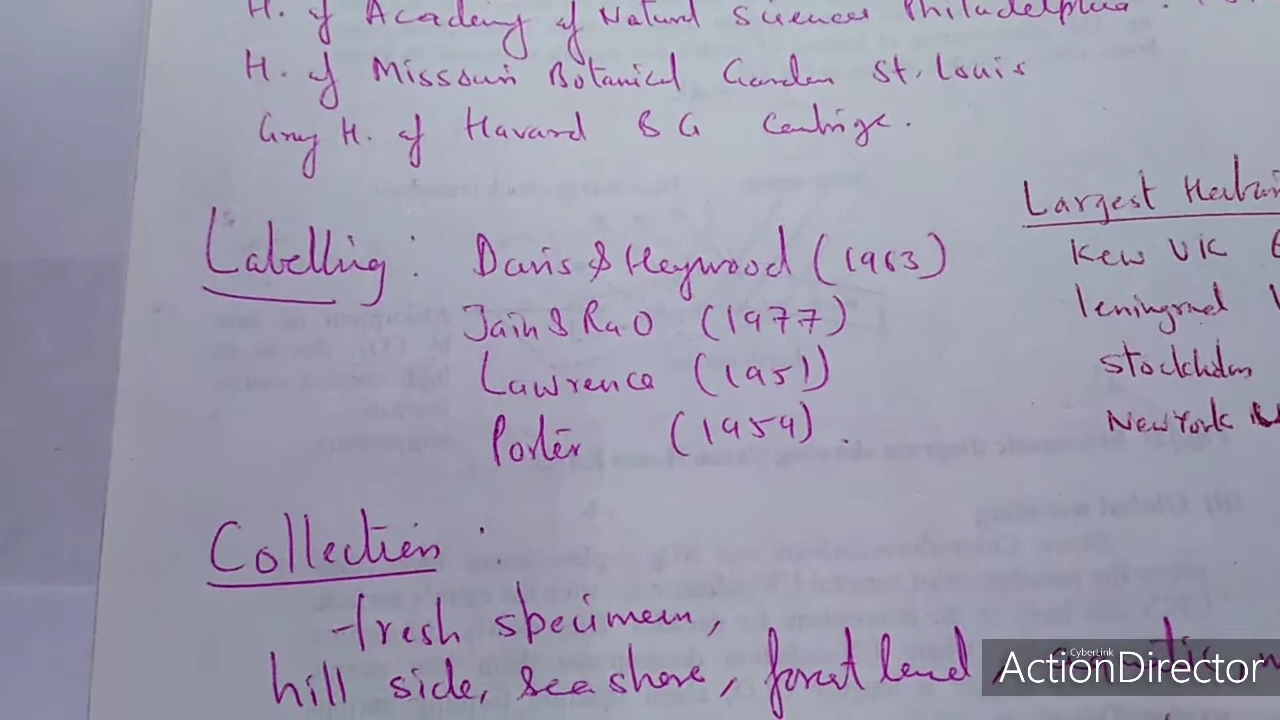 H. of Academy of Natural Sciences Philadelphia.
H. of Missouri Botanical Garden St. Louis
Gray H. of Havard B G Cambrige.
Labelling : Davis & Heywood (1963)
Jain & Rao (1977)
Lawrence (1951)
Porter (1959).
Largest Herbari
Kew UK
leningrad
stockholm
New York
Collection :
fresh specimen,
hill side, sea shore, forest land,
CyberLink
ActionDirector